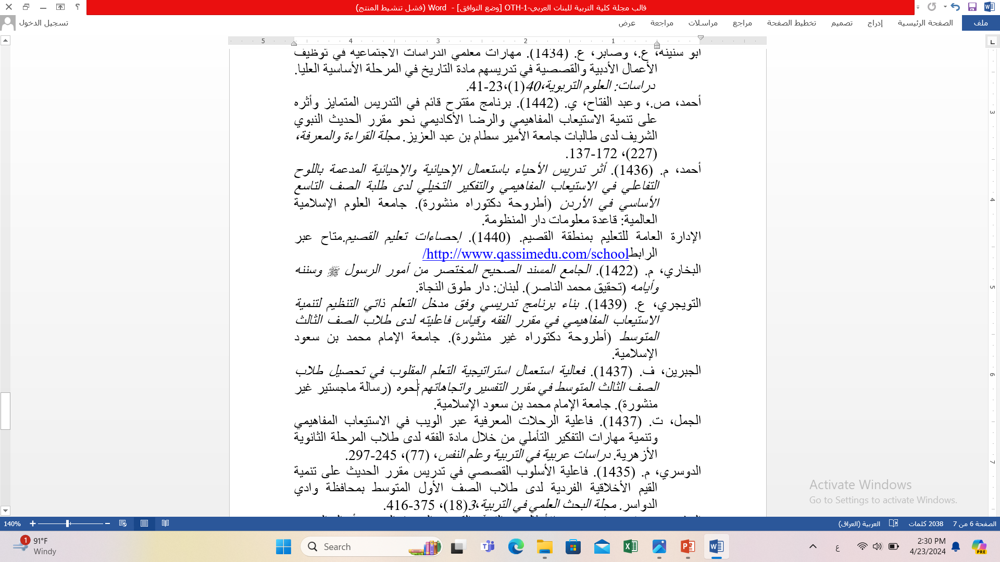 قالب مجلة كلية التربية للبنات العربي-1-OTH [وضع التوافق] - Word (فشل تنشيط المنتج)
ملف الصفحة الرئيسية إدراج تصميم تخطيط الصفحة مراجع مراسلات مراجعة عرض تسجيل الدخول
1 2 3 4 5
أبو سنينه، ع.، وصابر، ع. (1434). مهارات معلمي الدراسات الاجتماعية في توظيف
الأعمال الأدبية والقصصية في تدريسهم مادة التاريخ في المرحلة الأساسية العليا.
دراسات: العلوم التربوية،40(1)،23-41.
أحمد، ص.، وعبد الفتاح، ي. (1442). برنامج مقترح قائم في التدريس المتمايز وأثره
على تنمية الاستيعاب المفاهيمي والرضا الأكاديمي نحو مقرر الحديث النبوي
الشريف لدى طالبات جامعة الأمير سطام بن عبد العزيز. مجلة القراءة والمعرفة،
(227)، 172-137.
أحمد، م. (1436). أثر تدريس الأحياء باستعمال الإحيائية والإحيائية المدعمة باللوح
التفاعلي في الاستيعاب المفاهيمي والتفكير التخيلي لدى طلبة الصف التاسع
الأساسي في الأردن (أطروحة دكتوراه منشورة). جامعة العلوم الإسلامية
العالمية: قاعدة معلومات دار المنظومة.
الإدارة العامة للتعليم بمنطقة القصيم. (1440). إحصاءات تعليم القصيم.متاح عبر
الرابطhttp://www.qassimedu.com/school/
البخاري، م. (1422). الجامع المسند الصحيح المختصر من أمور الرسول ﷺ وسننه
وأيامه (تحقيق محمد الناصر). لبنان: دار طوق النجاة.
التويجري، ع. (1439). بناء برنامج تدريسي وفق مدخل التعلم ذاتي التنظيم لتنمية
الاستيعاب المفاهيمي في مقرر الفقه وقياس فاعليته لدى طلاب الصف الثالث
المتوسط (أطروحة دكتوراه غير منشورة). جامعة الإمام محمد بن سعود
الإسلامية.
الجبرين، ف. (1437). فعالية استعمال استراتيجية التعلم المقلوب في تحصيل طلاب
الصف الثالث المتوسط في مقرر التفسير واتجاهاتهم نحوه (رسالة ماجستير غير
منشورة). جامعة الإمام محمد بن سعود الإسلامية.
الجمل، ت. (1437). فاعلية الرحلات المعرفية عبر الويب في الاستيعاب المفاهيمي
وتنمية مهارات التفكير التأملي من خلال مادة الفقه لدى طلاب المرحلة الثانوية
الأزهرية. دراسات عربية في التربية وعلم النفس، (77)، 245-297.
الدوسري، م. (1435). فاعلية الأسلوب القصصي في تدريس مقرر الحديث على تنمية
القيم الأخلاقية الفردية لدى طلاب الصف الأول المتوسط بمحافظة وادي
الدواسر. مجلة البحث العلمي في التربية،3(18)، 375-416.
3
4
5
6
7
Activate Windows
Go to Settings to activate Windows.
الصفحة 6 من 7 2038 كلمات العربية (العراق) 140%
1
91°F
Windy
Search
ع
2:30 PM
4/23/2024
PRE